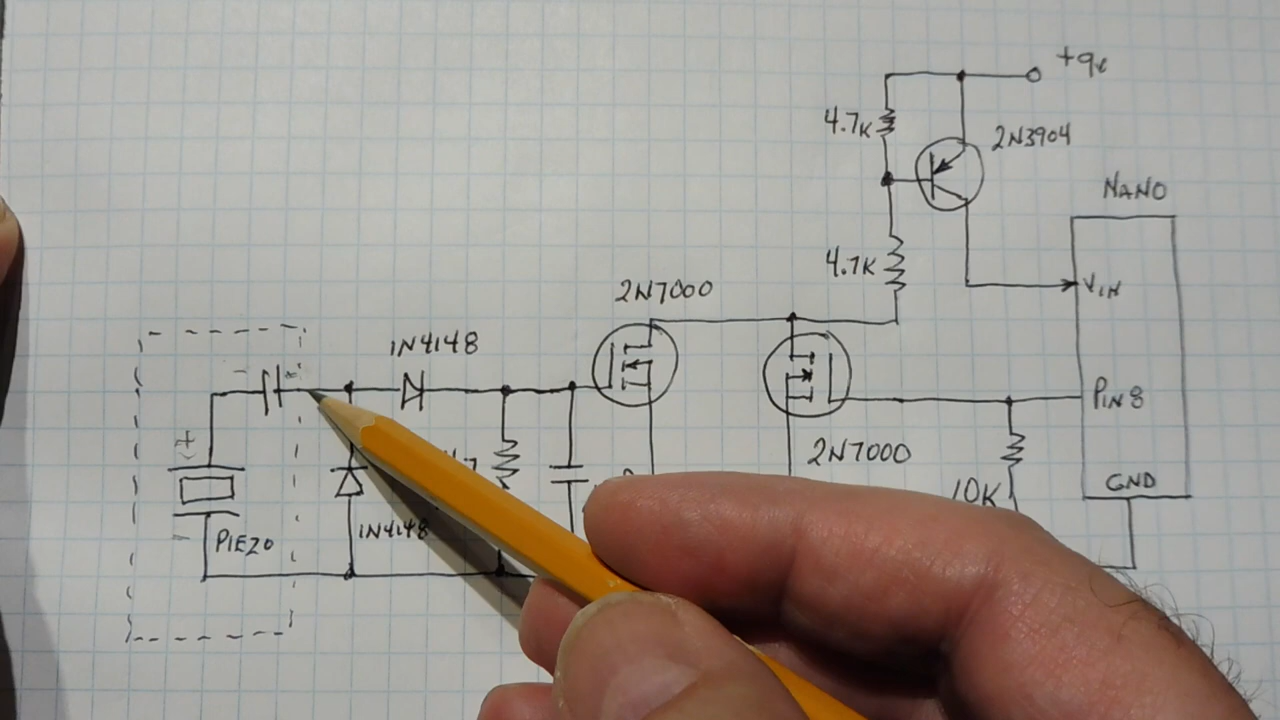 +9V
4.7K
2N3904
NANO
4.7K
VIN
2N7000
1N4148
PIN 8
+
2N7000
10K
GND
-
PIEZO
1N4148